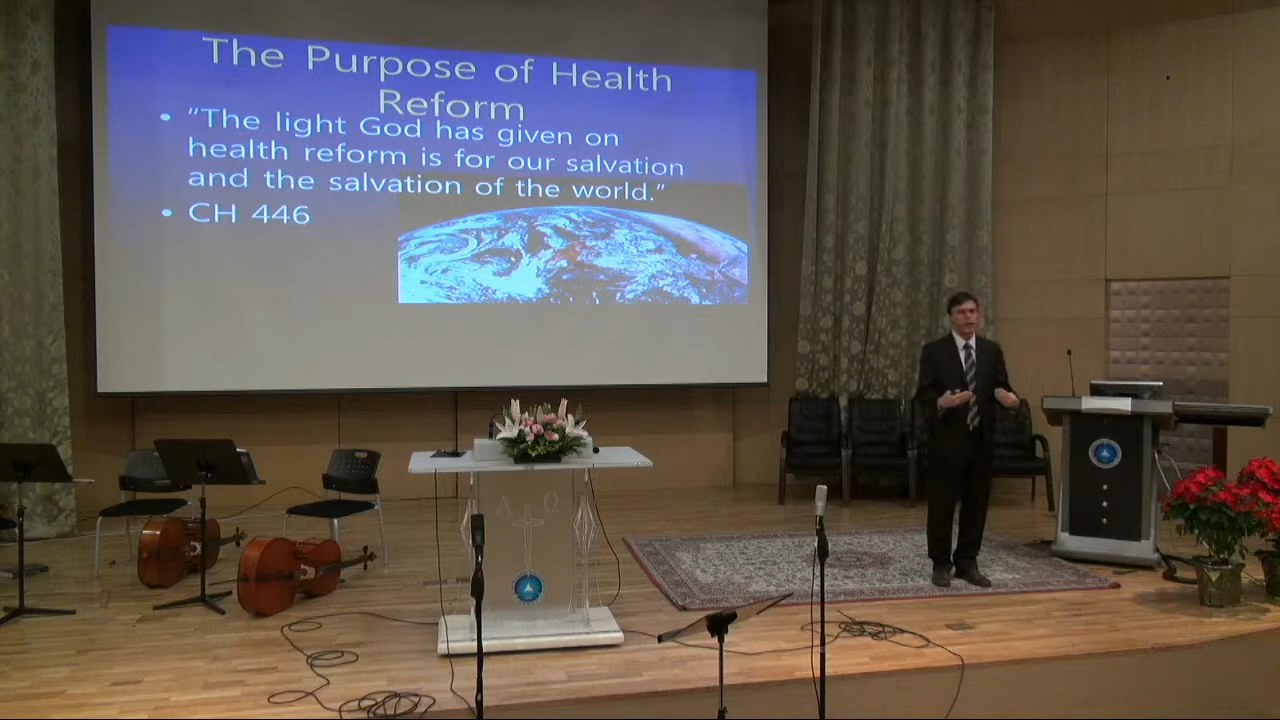 The Purpose of Health
Reform
• “The light God has given on
health reform is for our salvation
and the salvation of the world.”
• CH 446
Α Ω